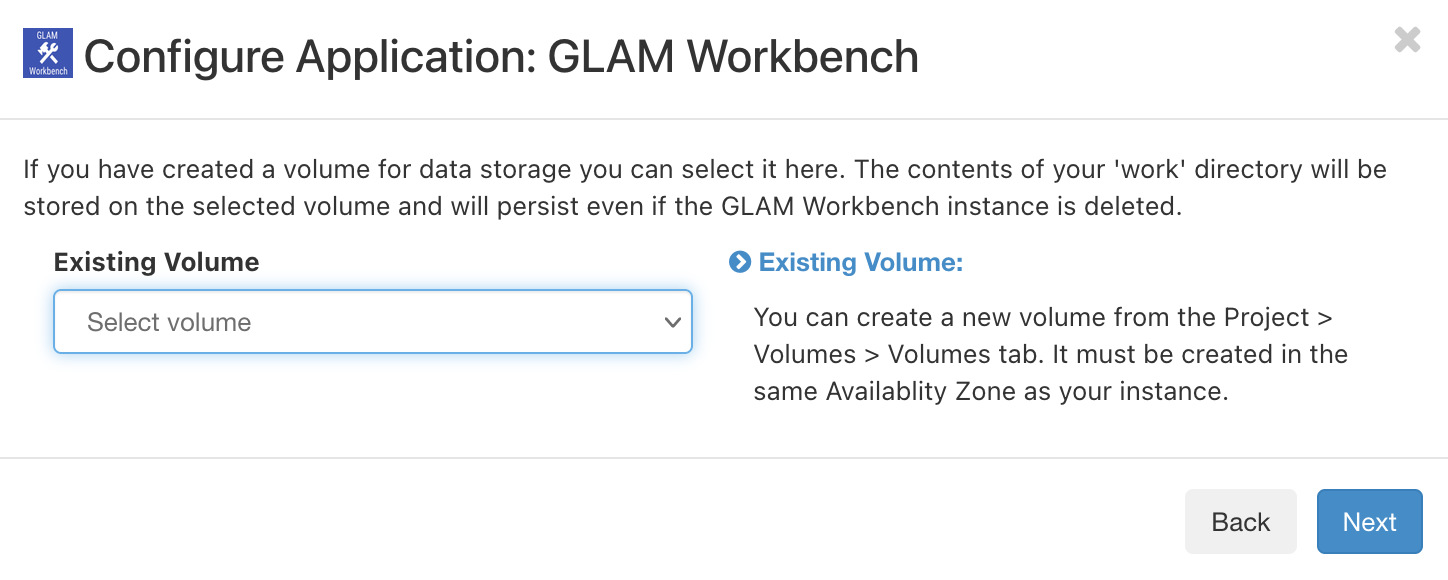 GLAM
Workbench
Configure Application: GLAM Workbench
If you have created a volume for data storage you can select it here. The contents of your 'work' directory will be
stored on the selected volume and will persist even if the GLAM Workbench instance is deleted.
Existing Volume
Select volume
Existing Volume:
You can create a new volume from the Project >
Volumes > Volumes tab. It must be created in the
same Availablity Zone as your instance.
Back
Next